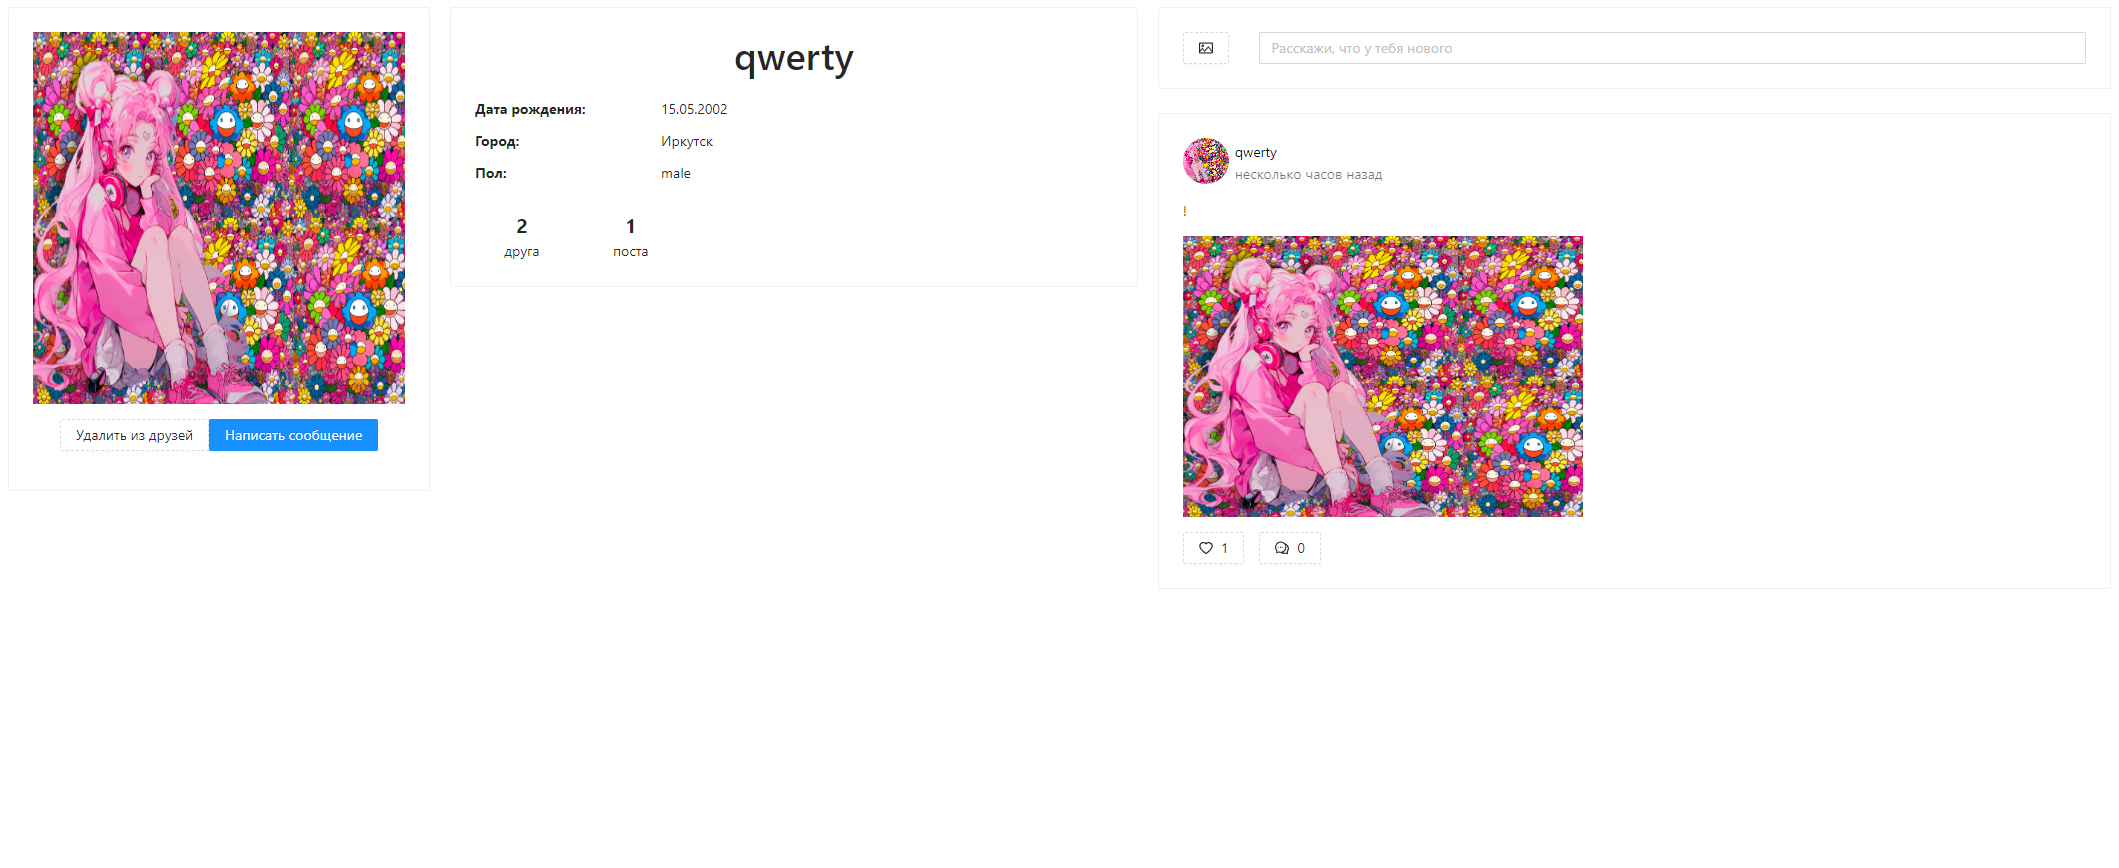 qwerty
Дата рождения: 15.05.2002
Город: Иркутск
Пол: male
2 1
друга поста
Удалить из друзей Написать сообщение
Расскажи, что у тебя нового
qwerty
несколько часов назад
!
1 0